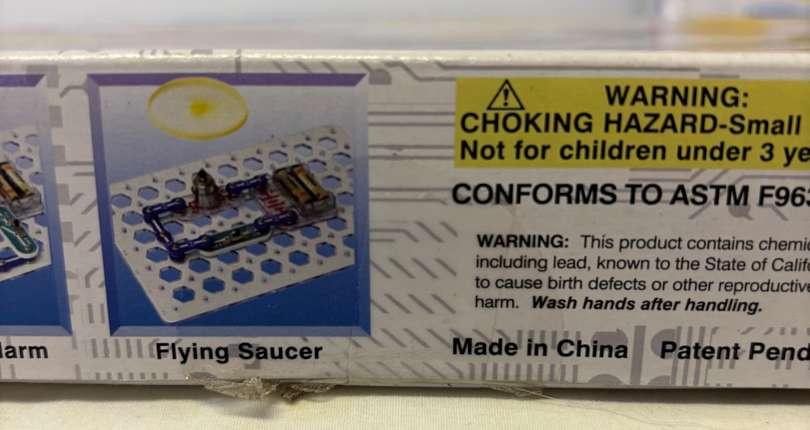 WARNING:
CHOKING HAZARD-Small
Not for children under 3
CONFORMS TO ASTM
WARNING: This product contains
including lead, known to the State of
to cause birth defects or other reproductive
harm. Wash hands after handling.
Flying Saucer
Made in China Patent